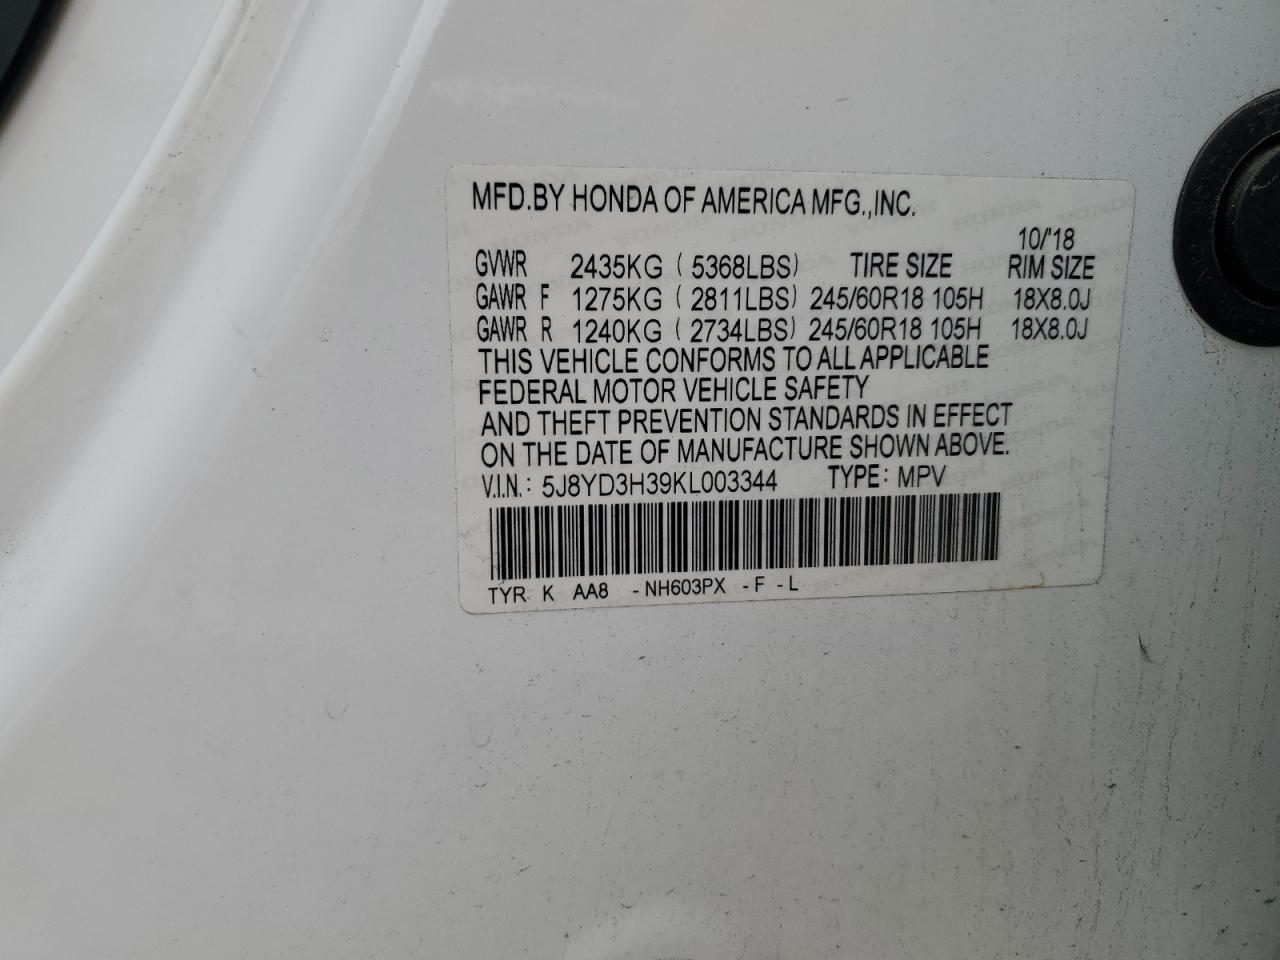 MFD.BY HONDA OF AMERICA MFG.,INC.
10/'18
GVWR 2435KG ( 5368LBS) TIRE SIZE RIM SIZE
GAWR F 1275KG ( 2811LBS) 245/60R18 105H 18X8.0J
GAWR R 1240KG ( 2734LBS) 245/60R18 105H 18X8.0J
THIS VEHICLE CONFORMS TO ALL APPLICABLE
FEDERAL MOTOR VEHICLE SAFETY
AND THEFT PREVENTION STANDARDS IN EFFECT
ON THE DATE OF MANUFACTURE SHOWN ABOVE.
V.I.N.: 5J8YD3H39KL003344 TYPE: MPV
TYR K AA8 -NH603PX -F -L